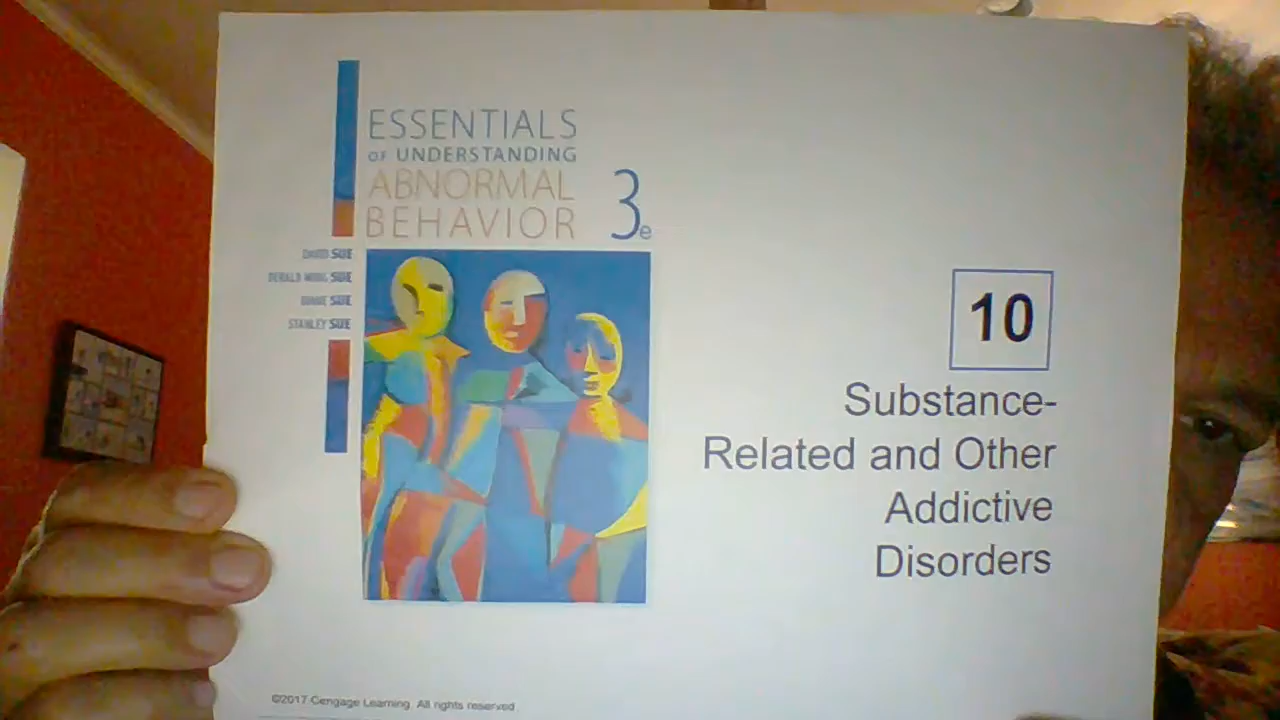 ESSENTIALS
OF UNDERSTANDING
ABNORMAL
BEHAVIOR
3e
DAVID SUE
DERALD WING SUE
DIANE SUE
STANLEY SUE
10
Substance-
Related and Other
Addictive
Disorders
©2017 Cengage Learning. All rights reserved